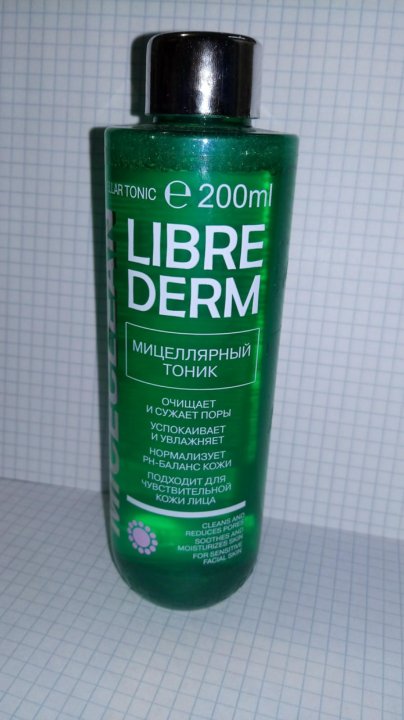 TONIC ℮ 200ml
LIBRE
DERM
МИЦЕЛЛЯРНЫЙ
ТОНИК
ОЧИЩАЕТ
И СУЖАЕТ ПОРЫ
УСПОКАИВАЕТ
И УВЛАЖНЯЕТ
НОРМАЛИЗУЕТ
PH-БАЛАНС КОЖИ
ПОДХОДИТ ДЛЯ
ЧУВСТВИТЕЛЬНОЙ
КОЖИ ЛИЦА
CLEANS AND
REDUCES PORES
SOOTHES AND
MOISTURIZES SKIN
FOR SENSITIVE
FACIAL SKIN